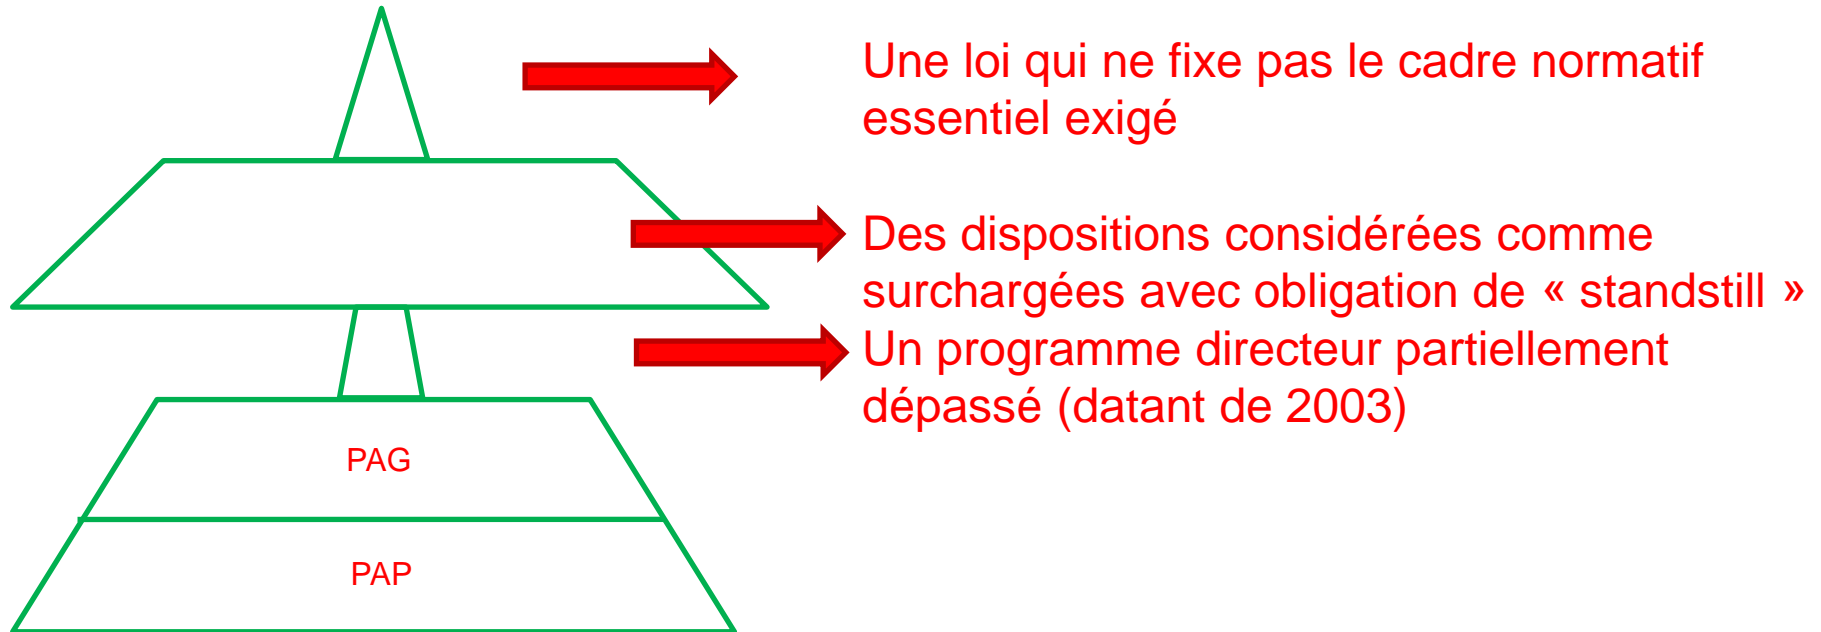 Une loi qui ne fixe pas le cadre normatif
essentiel exigé
Des dispositions considérées comme
surchargées avec obligation de « standstill »
Un programme directeur partiellement
dépassé (datant de 2003)
PAG
PAP